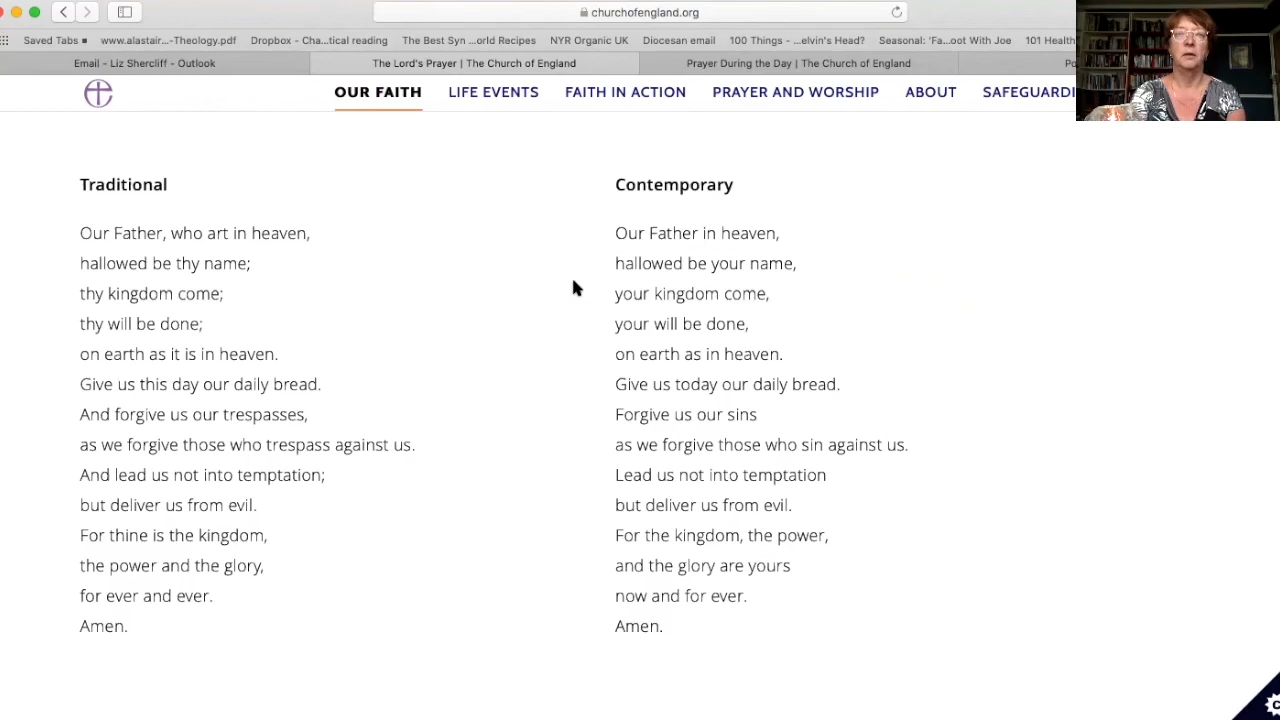 churchofengland.org
Saved Tabs
www.alastair...-Theology.pdf
Dropbox - Cha...tical reading
The Best Syn ...orld Recipes
NYR Organic UK
Diocesan email
100 Things - ...elvin's Head?
Seasonal: 'Fa...oot With Joe
101 Health
Email - Liz Shercliff - Outlook
The Lord's Prayer | The Church of England
Prayer During the Day | The Church of England
Po
OUR FAITH
LIFE EVENTS
FAITH IN ACTION
PRAYER AND WORSHIP
ABOUT
SAFEGUARDI
Traditional
Our Father, who art in heaven,
hallowed be thy name;
thy kingdom come;
thy will be done;
on earth as it is in heaven.
Give us this day our daily bread.
And forgive us our trespasses,
as we forgive those who trespass against us.
And lead us not into temptation;
but deliver us from evil.
For thine is the kingdom,
the power and the glory,
for ever and ever.
Amen.
Contemporary
Our Father in heaven,
hallowed be your name,
your kingdom come,
your will be done,
on earth as in heaven.
Give us today our daily bread.
Forgive us our sins
as we forgive those who sin against us.
Lead us not into temptation
but deliver us from evil.
For the kingdom, the power,
and the glory are yours
now and for ever.
Amen.